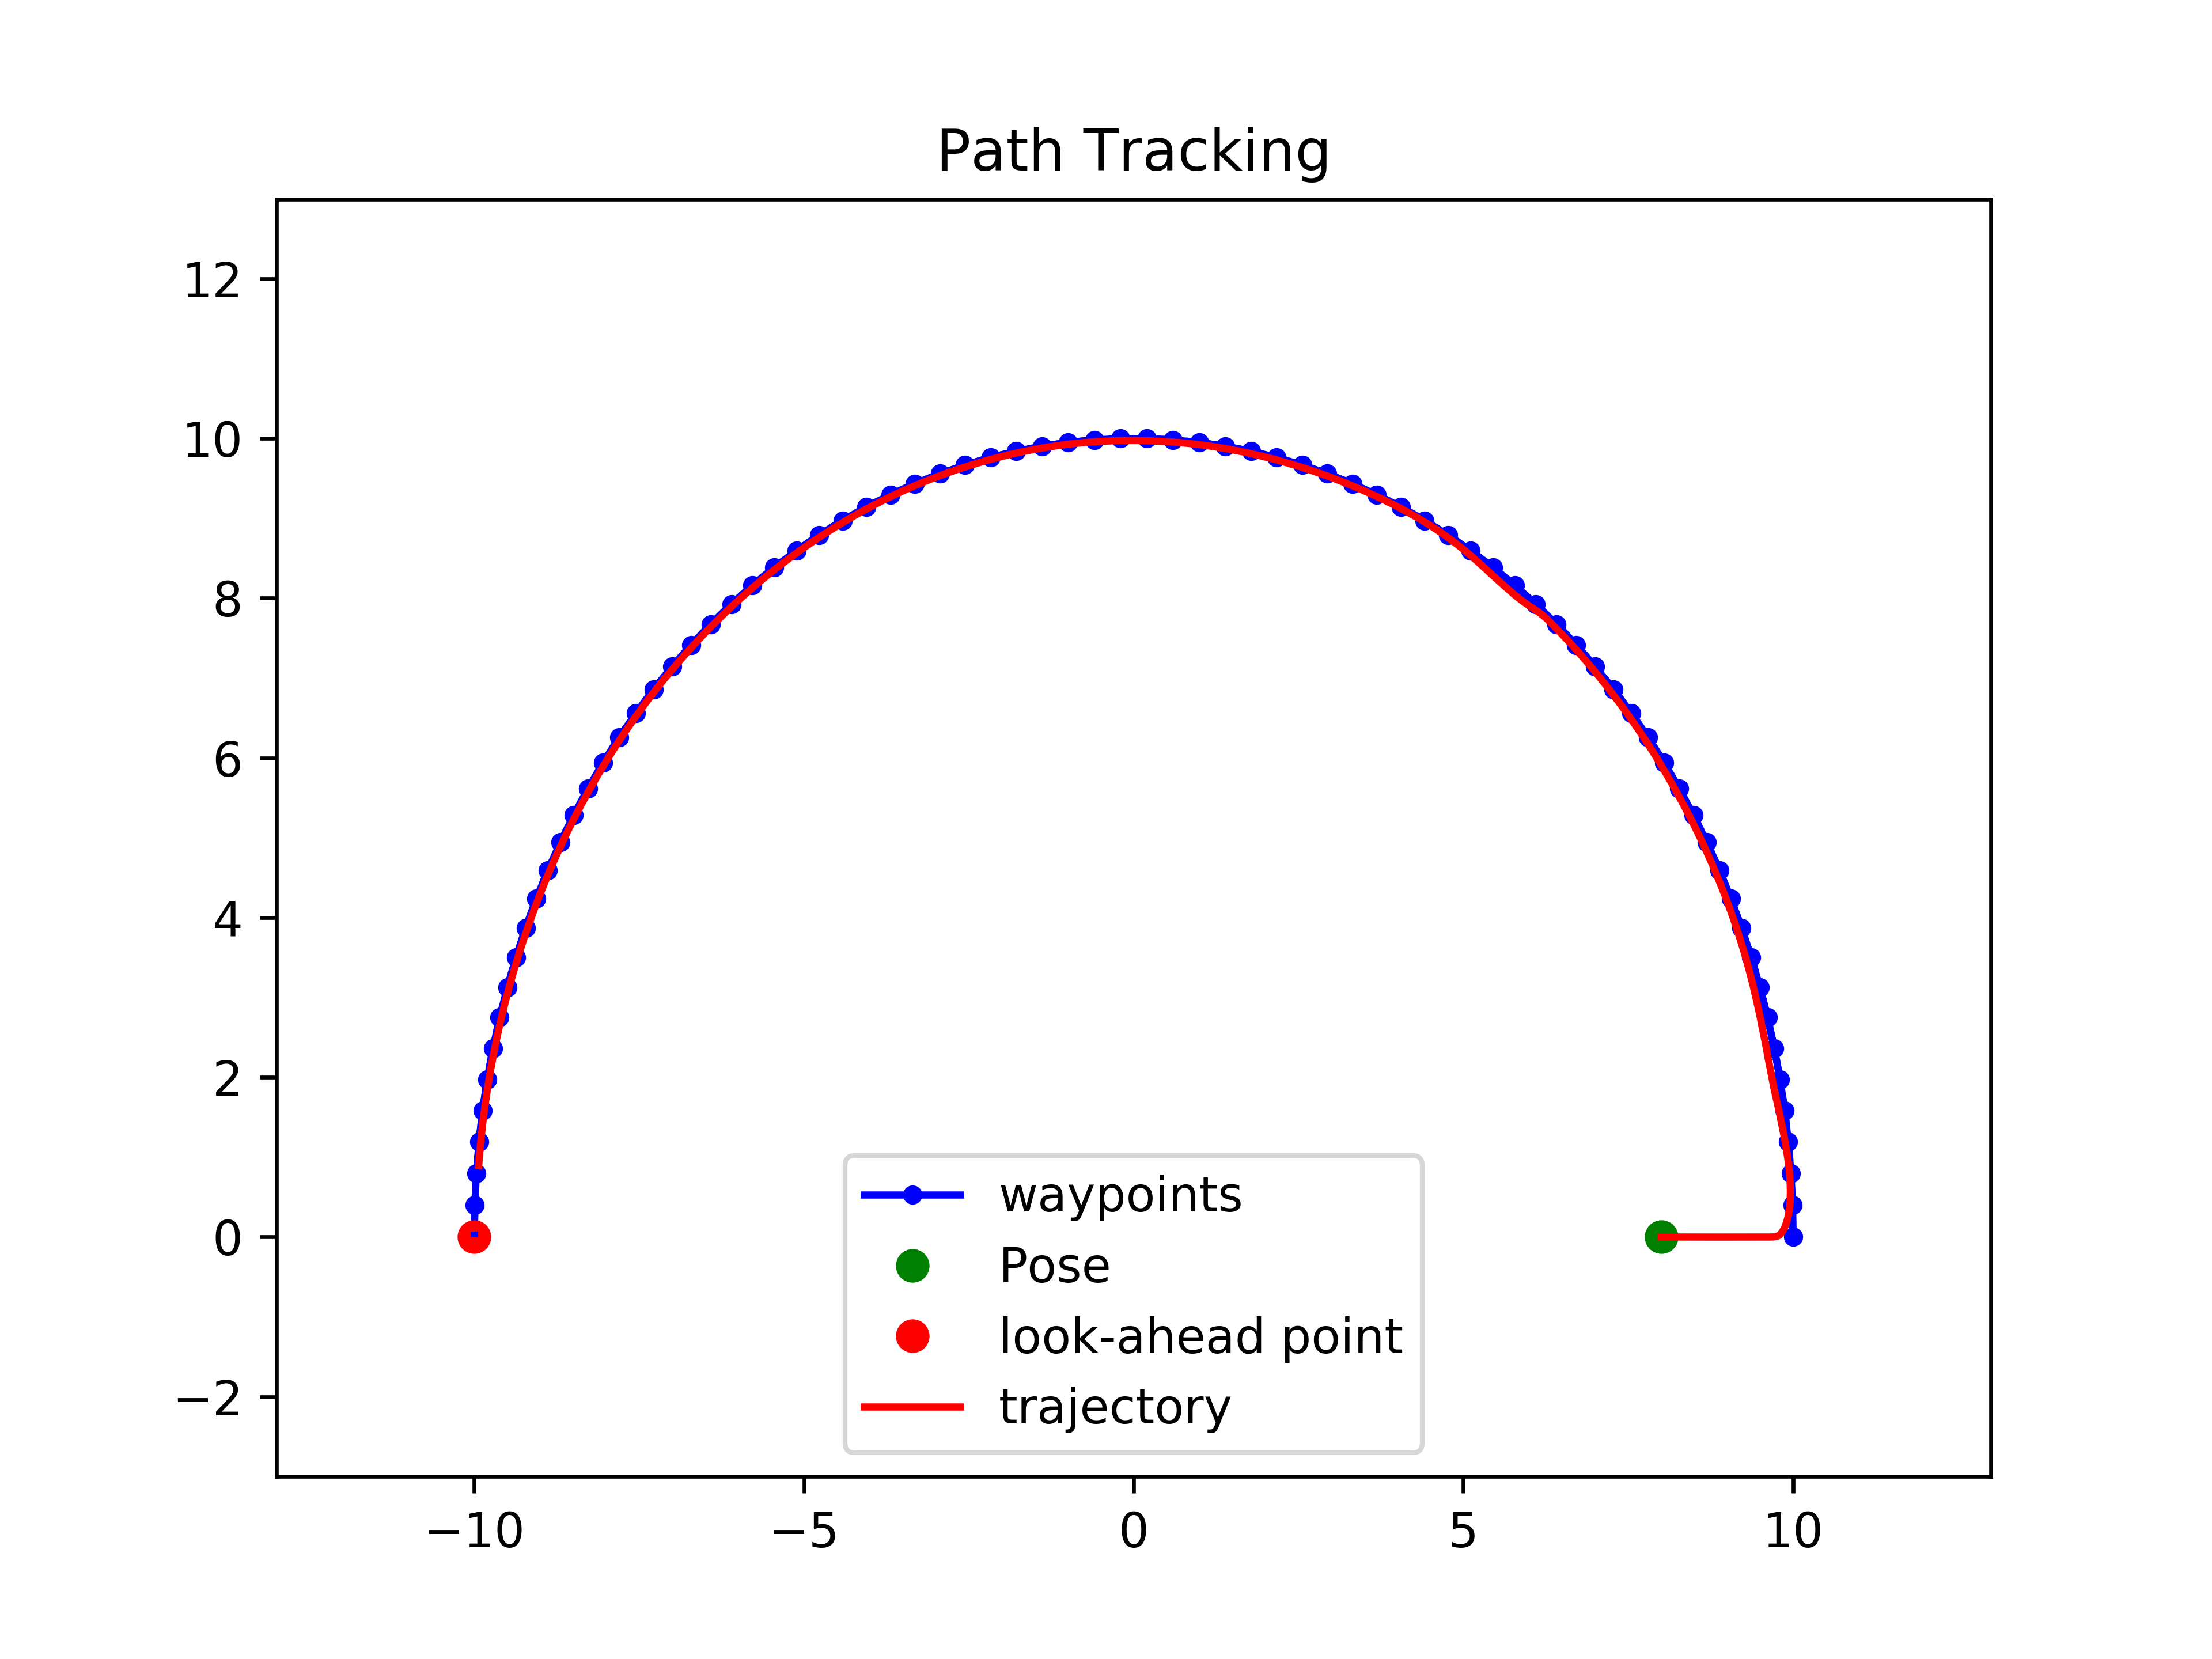 Path Tracking
12
10
8
6
4
2
0
−2
waypoints
Pose
look-ahead point
trajectory
−10 −5 0 5 10